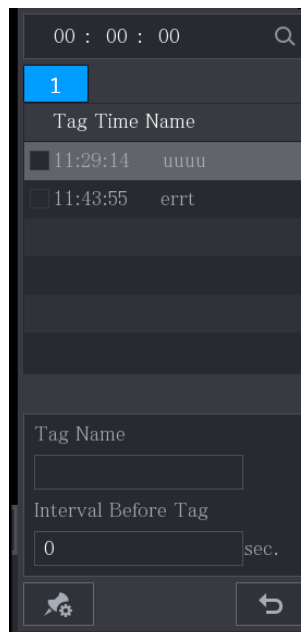 00 : 00 : 00
1
Tag Time Name
11:29:14 uuuu
11:43:55 errt
Tag Name
Interval Before Tag
0 sec.